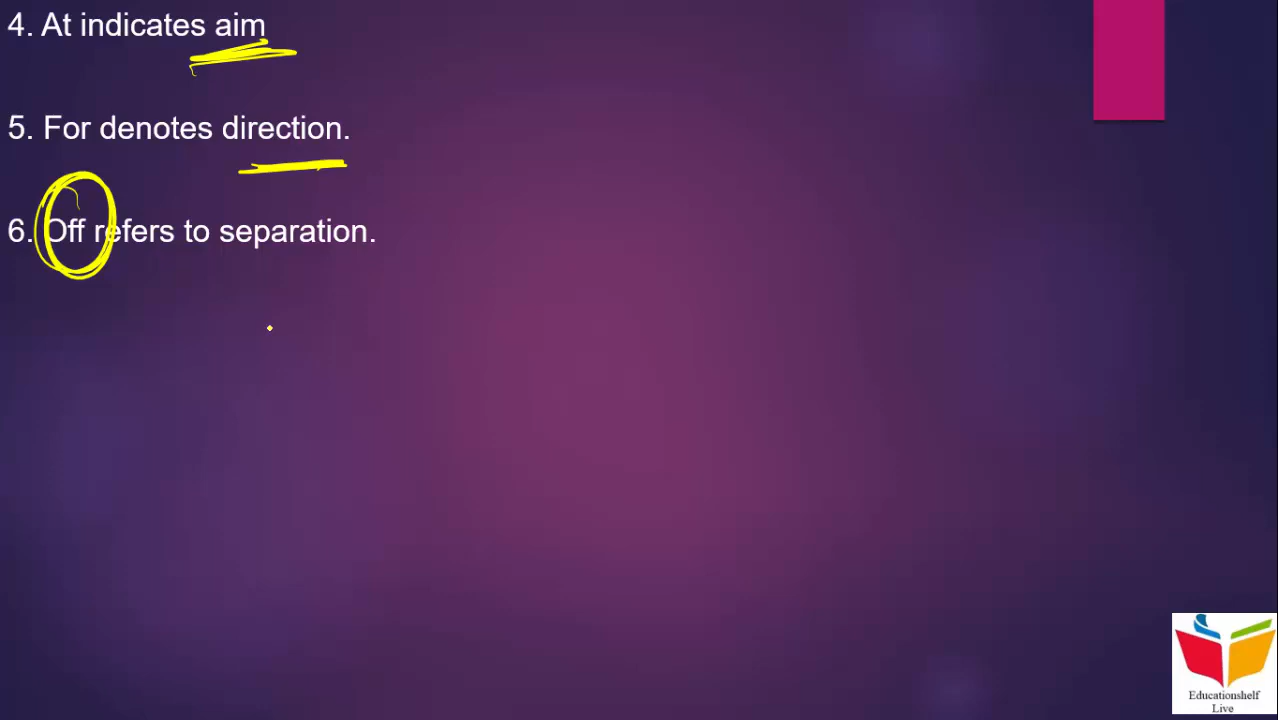 4. At indicates aim
5. For denotes direction.
6. Off refers to separation.
Educationshelf
Live